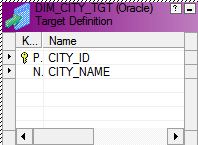 DIM_CITY_TGT (Oracle)
Target Definition
K... Name
P. CITY_ID
N. CITY_NAME